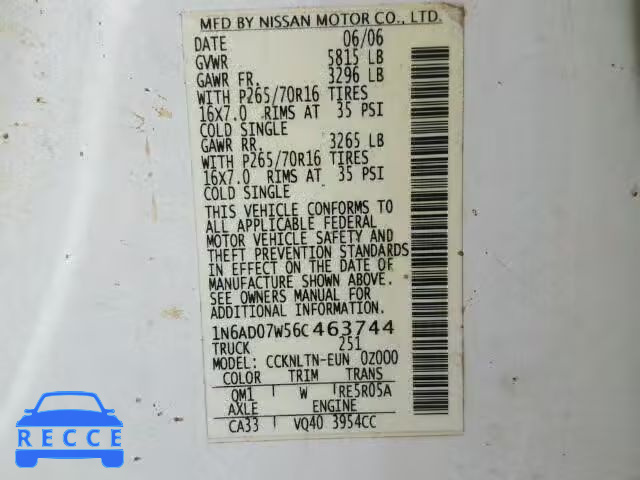 MFD BY NISSAN MOTOR CO., LTD.
DATE 06/06
GVWR 5815 LB
GAWR FR. 3296 LB
WITH P265/70R16 TIRES
16X7.0 RIMS AT 35 PSI
COLD SINGLE
GAWR RR. 3265 LB
WITH P265/70R16 TIRES
16X7.0 RIMS AT 35 PSI
COLD SINGLE
THIS VEHICLE CONFORMS TO
ALL APPLICABLE FEDERAL
MOTOR VEHICLE SAFETY AND
THEFT PREVENTION STANDARDS
IN EFFECT ON THE DATE OF
MANUFACTURE SHOWN ABOVE.
SEE OWNERS MANUAL FOR
ADDITIONAL INFORMATION.
1N6AD07W56C463744
TRUCK 251
MODEL: CCKNLTN-EUN 0Z000
COLOR TRIM TRANS
QM1 W RE5R05A
AXLE ENGINE
CA33 VQ40 3954CC
RECCE